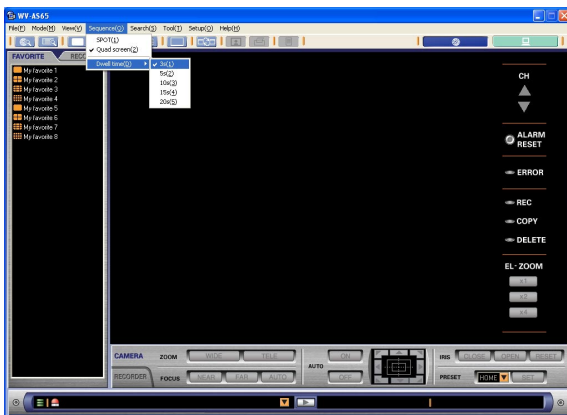 WV-AS65
File(F) Mode(M) View(V) Sequence(Q) Search(S) Tool(T) Setup(O) Help(H)
SPOT(1)
Quad screen(2)
Dwell time(D)
3s(1)
5s(2)
10s(3)
15s(4)
20s(5)
FAVORITE
My favorite 1
My favorite 2
My favorite 3
My favorite 4
My favorite 5
My favorite 6
My favorite 7
My favorite 8
CH
ALARM
RESET
ERROR
REC
COPY
DELETE
EL-ZOOM
CAMERA ZOOM WIDE TELE AUTO ON IRIS CLOSE OPEN RESET
RECORDER FOCUS NEAR FAR AUTO OFF PRESET HOME SET